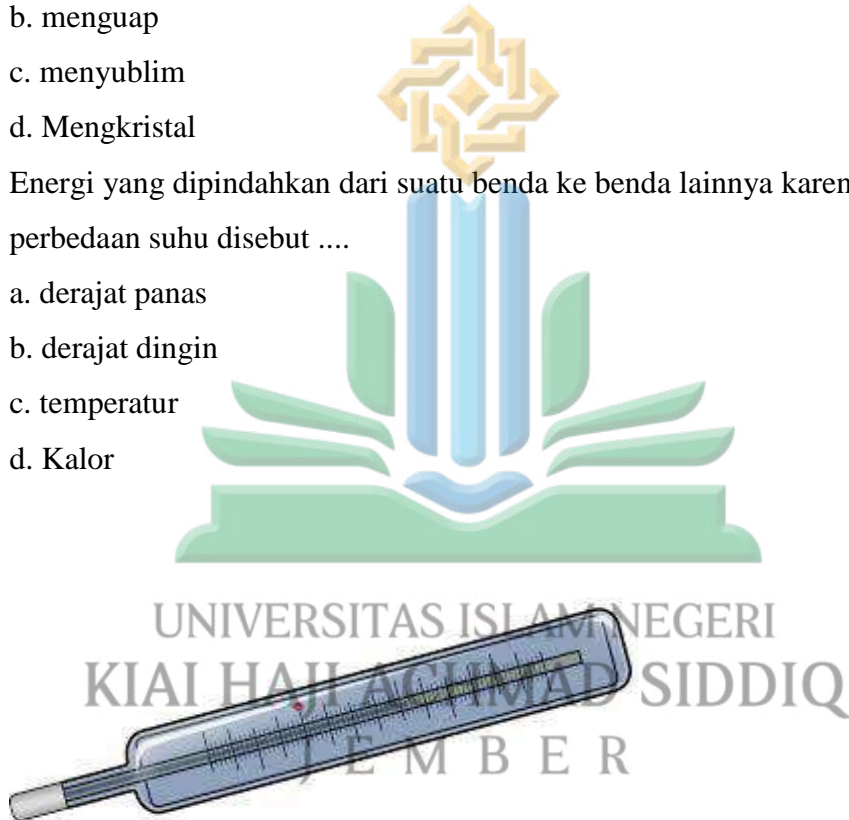 b. menguap
c. menyublim
d. Mengkristal
Energi yang dipindahkan dari suatu benda ke benda lainnya karen
perbedaan suhu disebut ....
a. derajat panas
b. derajat dingin
c. temperatur
d. Kalor
UNIVERSITAS ISLAM NEGERI
KIAI HAJI ACHMAD SIDDIQ
JEMBER